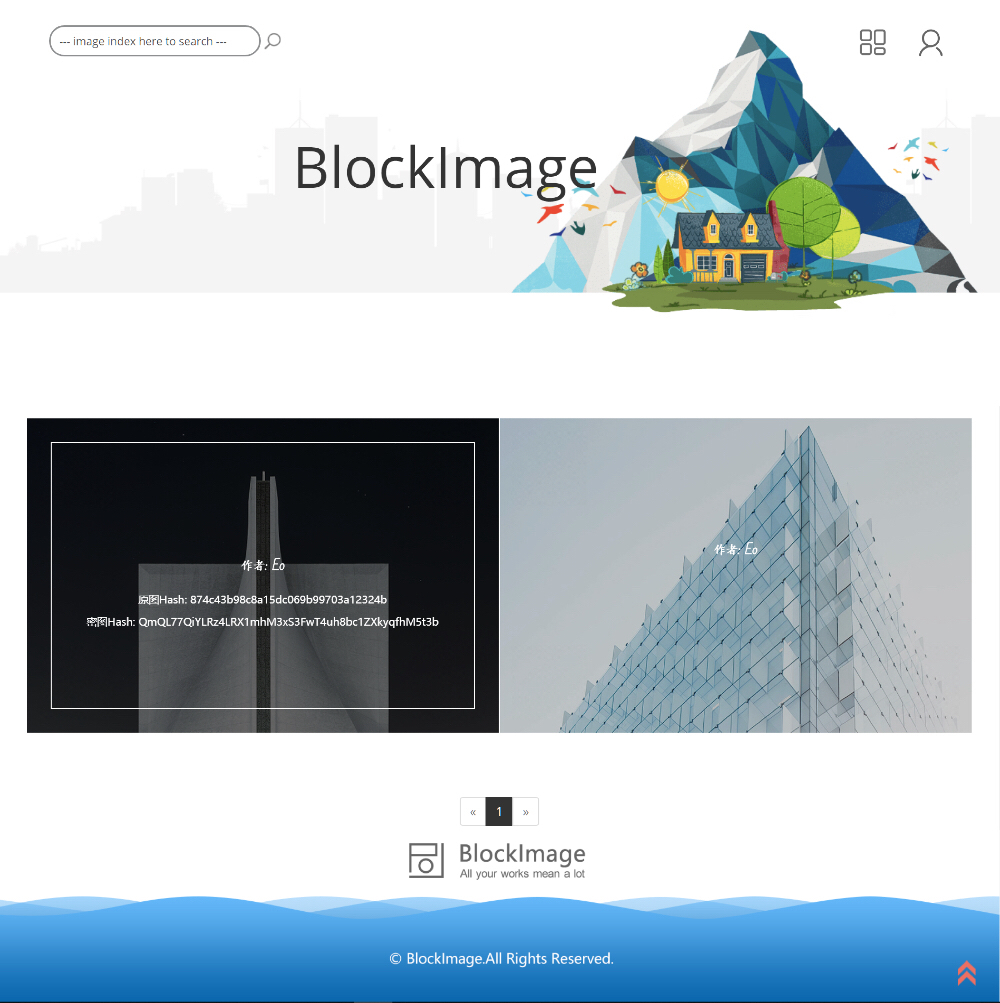 --- image index here to search ---
BlockImage
作者: Eo
原图Hash: 874c43b98c8a15dc069b99703a12324b
密图Hash: QmQL77QiYLRz4LRX1mhM3xS3FwT4uh8bc1ZXkyqfhM5t3b
作者: Eo
« 1 »
BlockImage
All your works mean a lot
© BlockImage.All Rights Reserved.